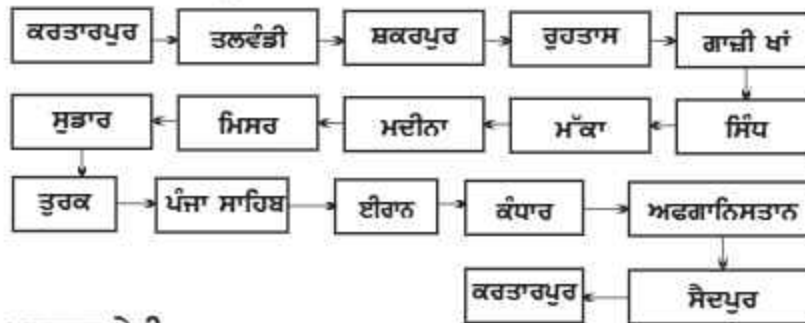 ਕਰਤਾਰਪੁਰ ਤਲਵੰਡੀ ਸ਼ਕਰਪੁਰ ਰੁਹਤਾਸ ਗਾਜ਼ੀ ਖਾਂ
ਸੁਡਾਰ ਮਿਸਰ ਮਦੀਨਾ ਮੱਕਾ ਸਿੰਧ
ਤੁਰਕ ਪੰਜਾ ਸਾਹਿਬ ਈਰਾਨ ਕੰਧਾਰ ਅਫਗਾਨਿਸਤਾਨ
ਕਰਤਾਰਪੁਰ ਸੈਦਪੁਰ